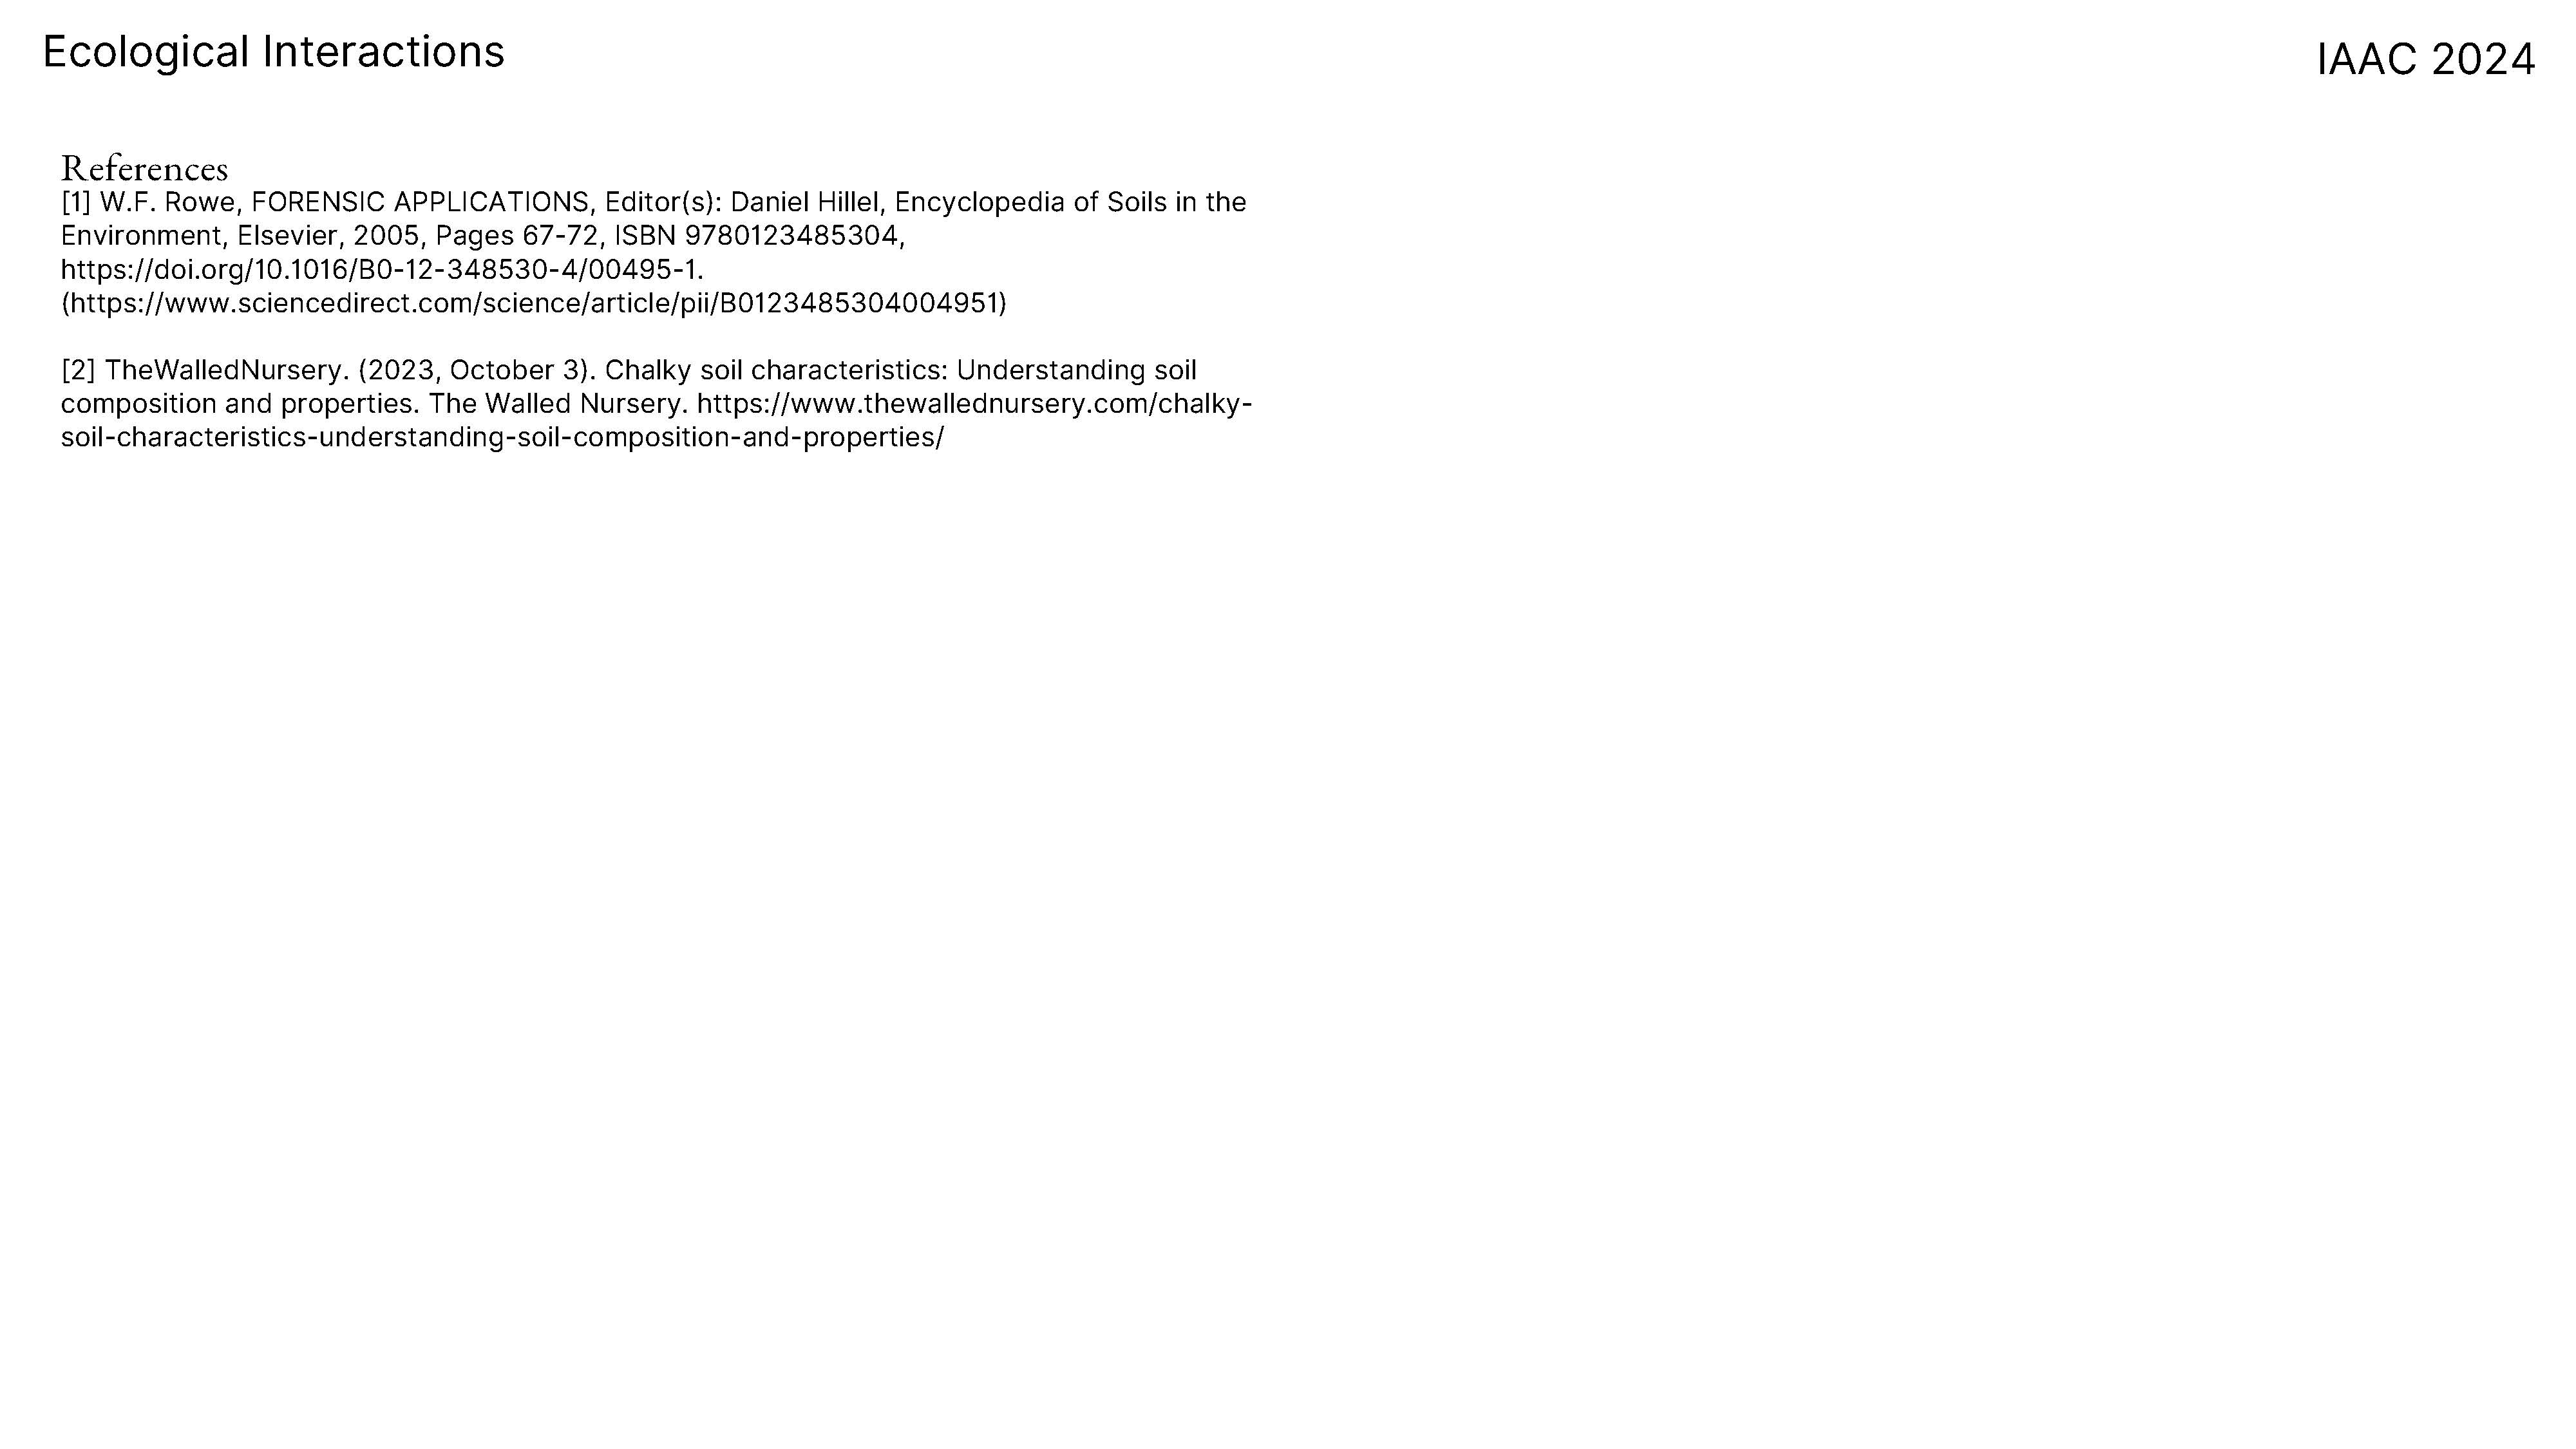 Ecological Interactions
IAAC 2024
References
[1] W.F. Rowe, FORENSIC APPLICATIONS, Editor(s): Daniel Hillel, Encyclopedia of Soils in the
Environment, Elsevier, 2005, Pages 67-72, ISBN 9780123485304,
https://doi.org/10.1016/B0-12-348530-4/00495-1.
(https://www.sciencedirect.com/science/article/pii/B0123485304004951)
[2] TheWalledNursery. (2023, October 3). Chalky soil characteristics: Understanding soil
composition and properties. The Walled Nursery. https://www.thewallednursery.com/chalky-
soil-characteristics-understanding-soil-composition-and-properties/